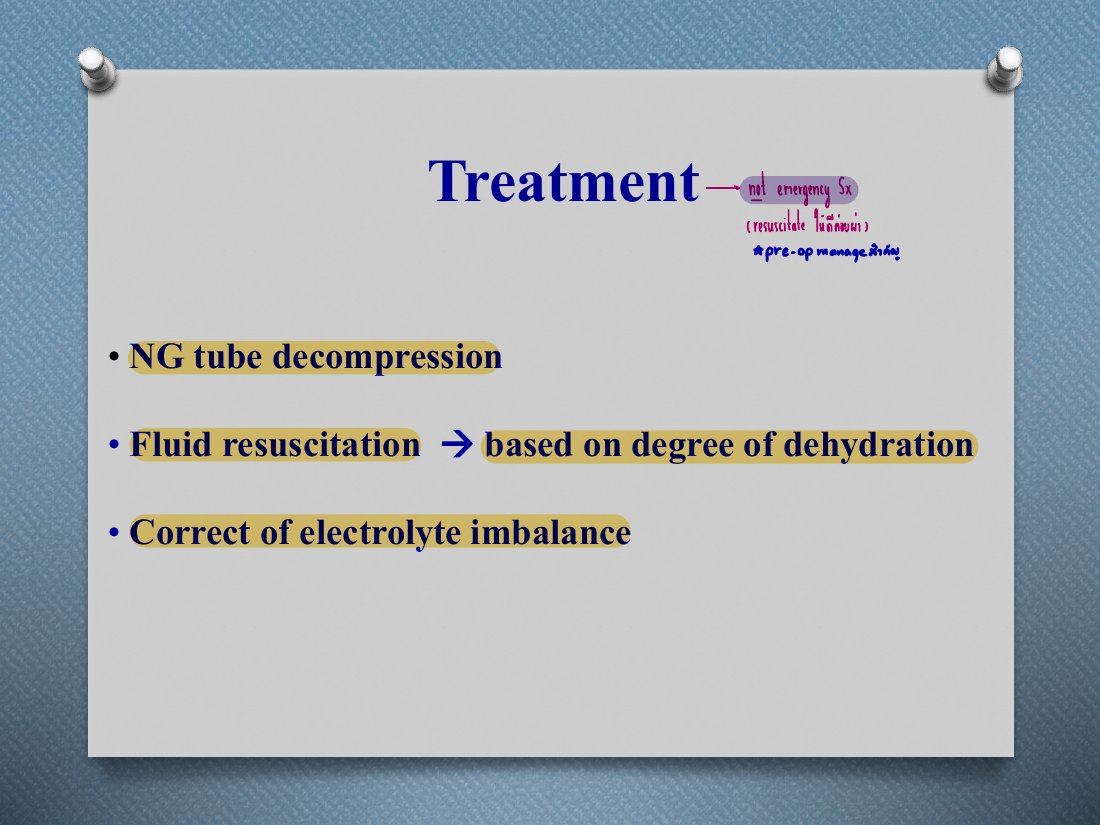 Treatment → not emergency Sx
(resuscitate ให้ดีก่อนผ่า)
*pre-op manage สำคัญ
• NG tube decompression
• Fluid resuscitation → based on degree of dehydration
• Correct of electrolyte imbalance